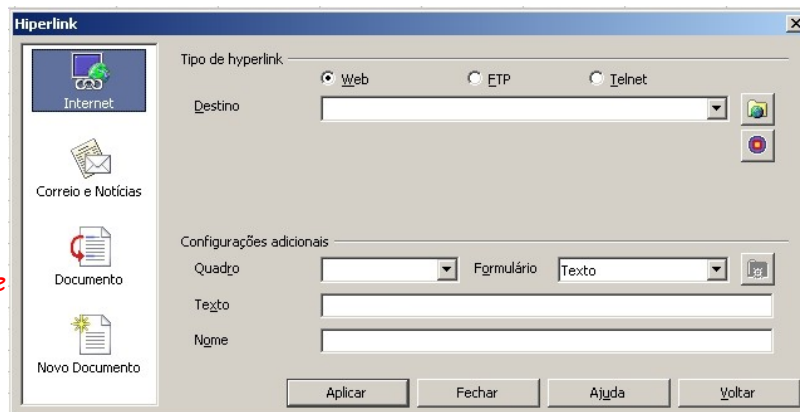 Hiperlink
Internet
Correio e Notícias
Documento
Novo Documento
Tipo de hyperlink
Web FTP Telnet
Destino
Configurações adicionais
Quadro Formulário Texto
Texto
Nome
Aplicar Fechar Ajuda Voltar
e